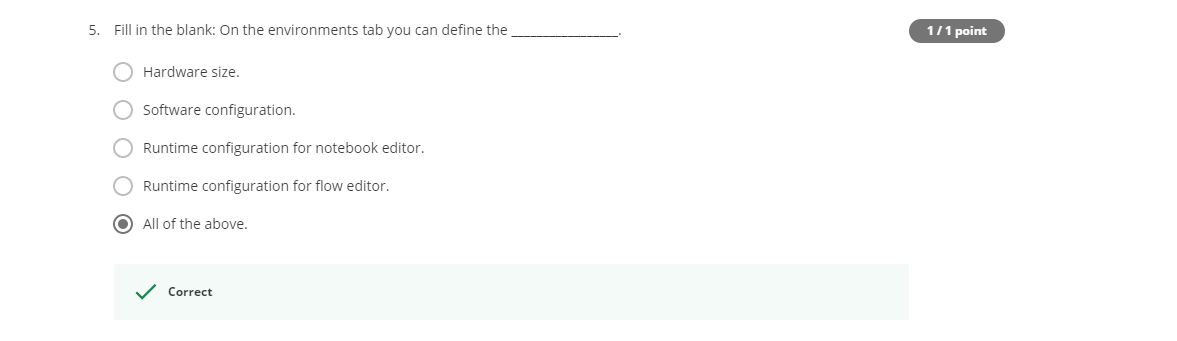 5. Fill in the blank: On the environments tab you can define the _________________.
1 / 1 point
Hardware size.
Software configuration.
Runtime configuration for notebook editor.
Runtime configuration for flow editor.
All of the above.
Correct